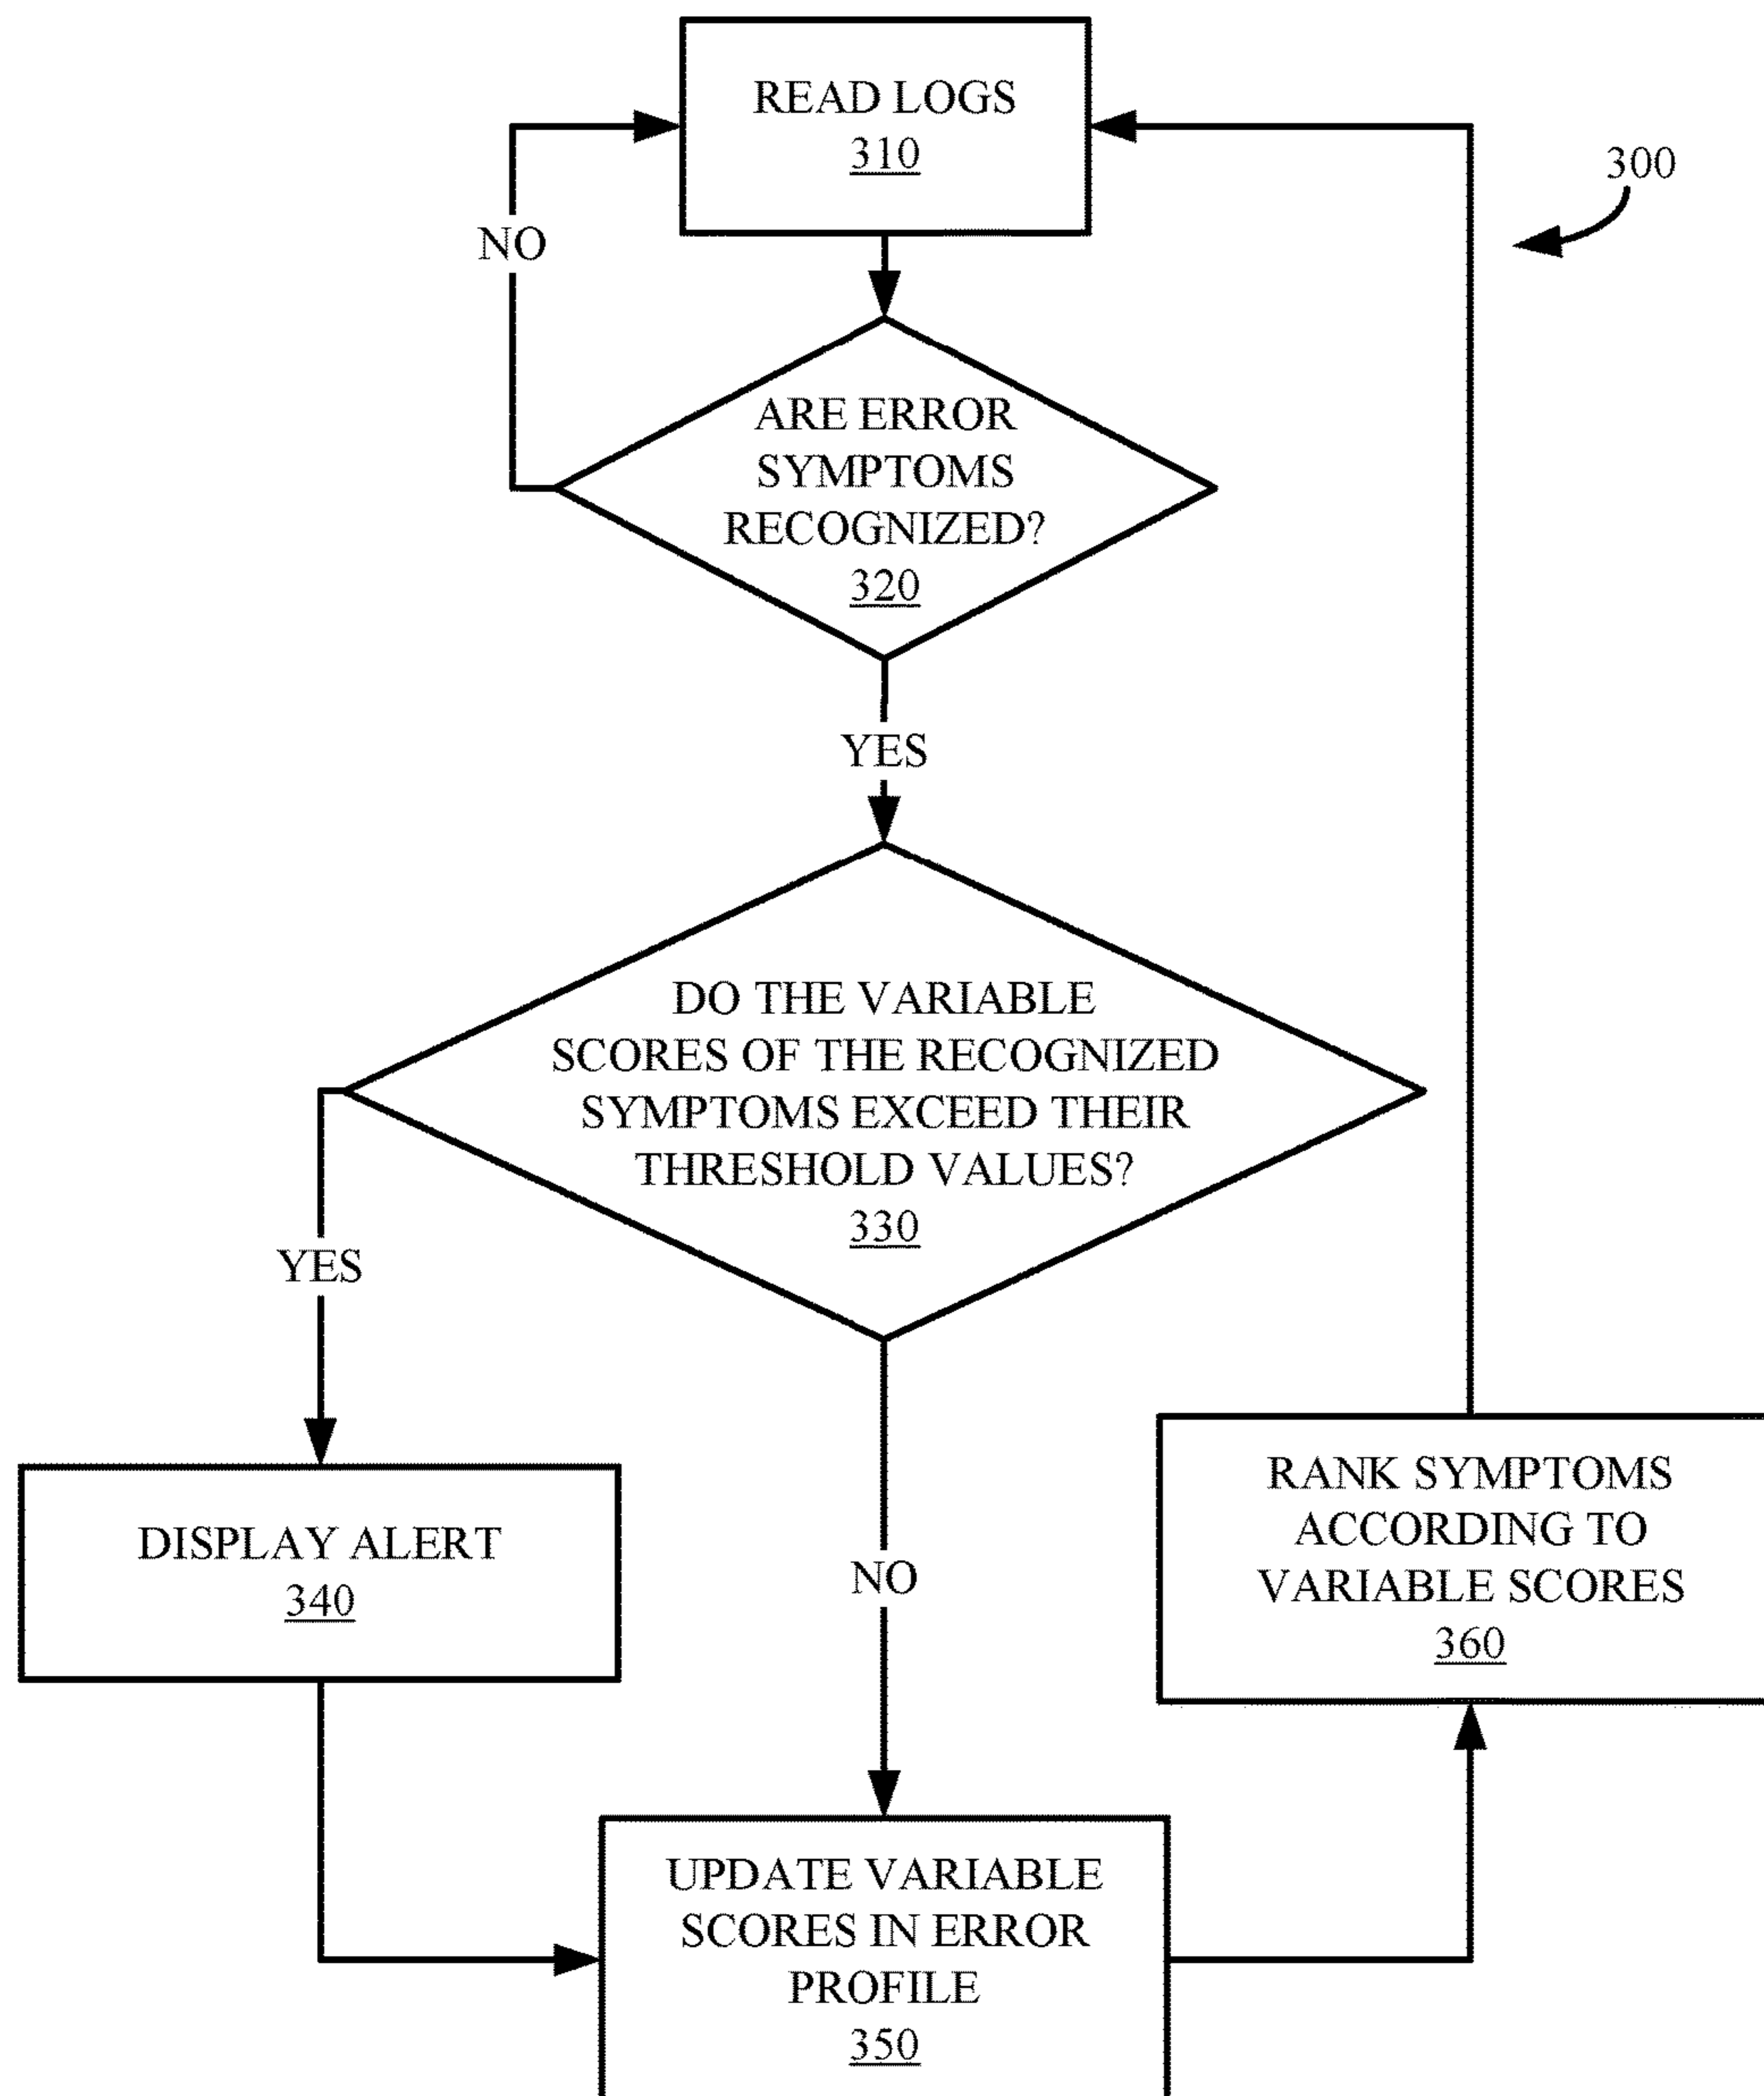 READ LOGS
310
300
NO
ARE ERROR
SYMPTOMS
RECOGNIZED?
320
YES
DO THE VARIABLE
SCORES OF THE RECOGNIZED
SYMPTOMS EXCEED THEIR
THRESHOLD VALUES?
330
YES
DISPLAY ALERT
340
NO
RANK SYMPTOMS
ACCORDING TO
VARIABLE SCORES
360
UPDATE VARIABLE
SCORES IN ERROR
PROFILE
350